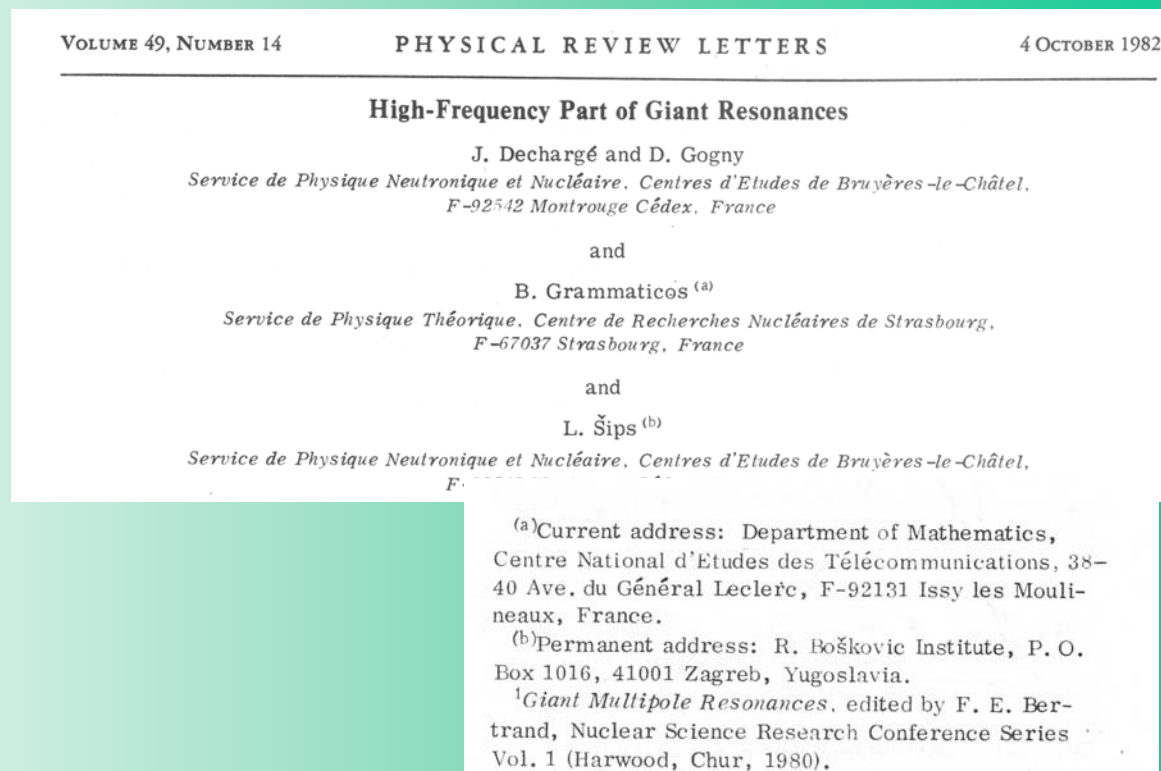 VOLUME 49, NUMBER 14 PHYSICAL REVIEW LETTERS 4 OCTOBER 1982
High-Frequency Part of Giant Resonances
J. Dechargé and D. Gogny
Service de Physique Neutronique et Nucléaire, Centres d'Etudes de Bruyères-le-Châtel,
F-92542 Montrouge Cédex, France
and
B. Grammaticos (a)
Service de Physique Théorique, Centre de Recherches Nucléaires de Strasbourg,
F-67037 Strasbourg, France
and
L. Šips (b)
Service de Physique Neutronique et Nucléaire, Centres d'Etudes de Bruyères-le-Châtel,
F-
(a)Current address: Department of Mathematics,
Centre National d'Etudes des Télécommunications, 38–
40 Ave. du Général Leclerc, F-92131 Issy les Mouli-
neaux, France.
(b)Permanent address: R. Boškovic Institute, P. O.
Box 1016, 41001 Zagreb, Yugoslavia.
1Giant Multipole Resonances, edited by F. E. Ber-
trand, Nuclear Science Research Conference Series
Vol. 1 (Harwood, Chur, 1980).